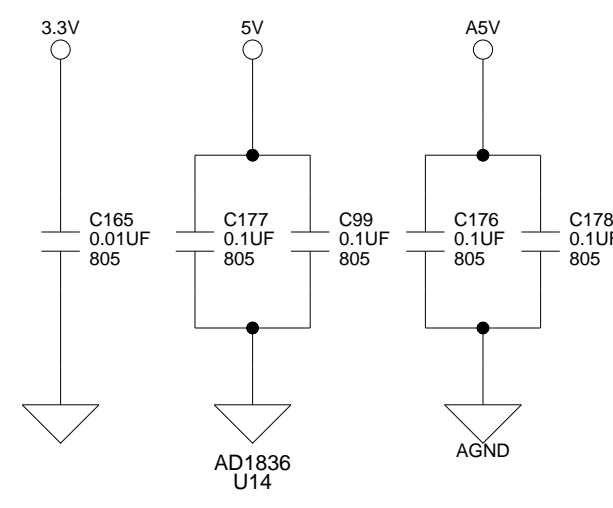 3.3V
5V
A5V
C165
0.01UF
805
C177
0.1UF
805
C99
0.1UF
805
C176
0.1UF
805
C178
0.1UF
805
AD1836
U14
AGND